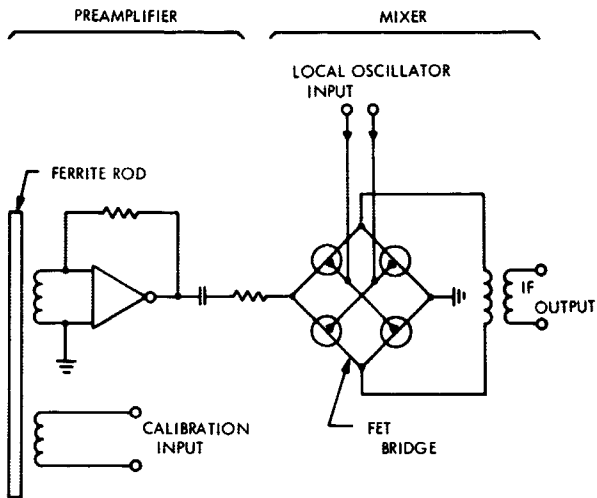 PREAMPLIFIER
MIXER
LOCAL OSCILLATOR
INPUT
FERRITE ROD
IF
OUTPUT
CALIBRATION
INPUT
FET
BRIDGE